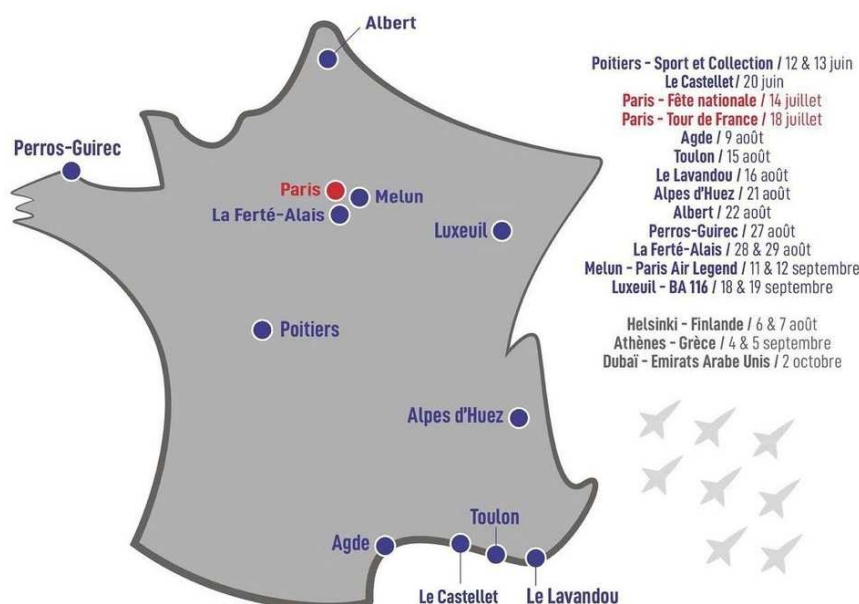 Albert
Perros-Guirec
Paris
Melun
La Ferté-Alais
Luxeuil
Poitiers
Alpes d'Huez
Toulon
Agde
Le Castellet
Le Lavandou
Poitiers - Sport et Collection / 12 & 13 juin
Le Castellet / 20 juin
Paris - Fête nationale / 14 juillet
Paris - Tour de France / 18 juillet
Agde / 9 août
Toulon / 15 août
Le Lavandou / 16 août
Alpes d'Huez / 21 août
Albert / 22 août
Perros-Guirec / 27 août
La Ferté-Alais / 28 & 29 août
Melun - Paris Air Legend / 11 & 12 septembre
Luxeuil - BA 116 / 18 & 19 septembre
Helsinki - Finlande / 6 & 7 août
Athènes - Grèce / 4 & 5 septembre
Dubaï - Emirats Arabe Unis / 2 octobre